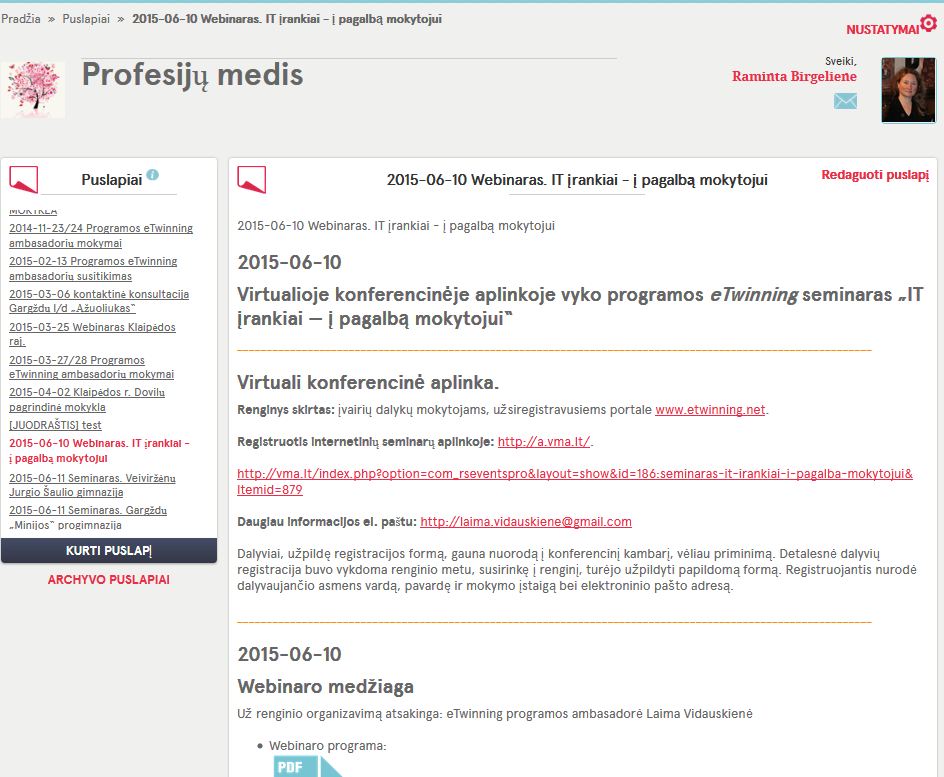 Pradžia » Puslapiai » 2015-06-10 Webinaras. IT įrankiai - į pagalbą mokytojui
NUSTATYMAI
Profesijų medis
Sveiki,
Raminta Birgelienė
Puslapiai
MOKYKLA
2014-11-23/24 Programos eTwinning
ambasadorių mokymai
2015-02-13 Programos eTwinning
ambasadorių susitikimas
2015-03-06 kontaktinė konsultacija
Gargždų l/d „Ąžuoliukas“
2015-03-25 Webinaras Klaipėdos
raj.
2015-03-27/28 Programos
eTwinning ambasadorių mokymai
2015-04-02 Klaipėdos r. Dovilų
pagrindinė mokykla
[JUODRAŠTIS] test
2015-06-10 Webinaras. IT įrankiai -
į pagalbą mokytojui
2015-06-11 Seminaras. Veiviržėnų
Jurgio Šaulio gimnazija
2015-06-11 Seminaras. Gargždų
„Minijos“ progimnazija
KURTI PUSLAPĮ
ARCHYVO PUSLAPIAI
2015-06-10 Webinaras. IT įrankiai - į pagalbą mokytojui
Redaguoti puslapį
2015-06-10 Webinaras. IT įrankiai - į pagalbą mokytojui
2015-06-10
Virtualioje konferencinėje aplinkoje vyko programos eTwinning seminaras „IT
įrankiai – į pagalbą mokytojui“
Virtuali konferencinė aplinka.
Renginys skirtas: įvairių dalykų mokytojams, užsiregistravusiems portale www.etwinning.net.
Registruotis internetinių seminarų aplinkoje: http://a.vma.lt/.
http://vma.lt/index.php?option=com_rseventspro&layout=show&id=186:seminaras-it-irankiai-i-pagalba-mokytojui&
Itemid=879
Daugiau informacijos el. paštu: http://laima.vidauskiene@gmail.com
Dalyviai, užpildę registracijos formą, gauna nuorodą į konferencinį kambarį, vėliau priminimą. Detalesnė dalyvių
registracija buvo vykdoma renginio metu, susirinkę į renginį, turėjo užpildyti papildomą formą. Registruojantis nurodė
dalyvaujančio asmens vardą, pavardę ir mokymo įstaigą bei elektroninio pašto adresą.
2015-06-10
Webinaro medžiaga
Už renginio organizavimą atsakinga: eTwinning programos ambasadorė Laima Vidauskienė
• Webinaro programa:
PDF